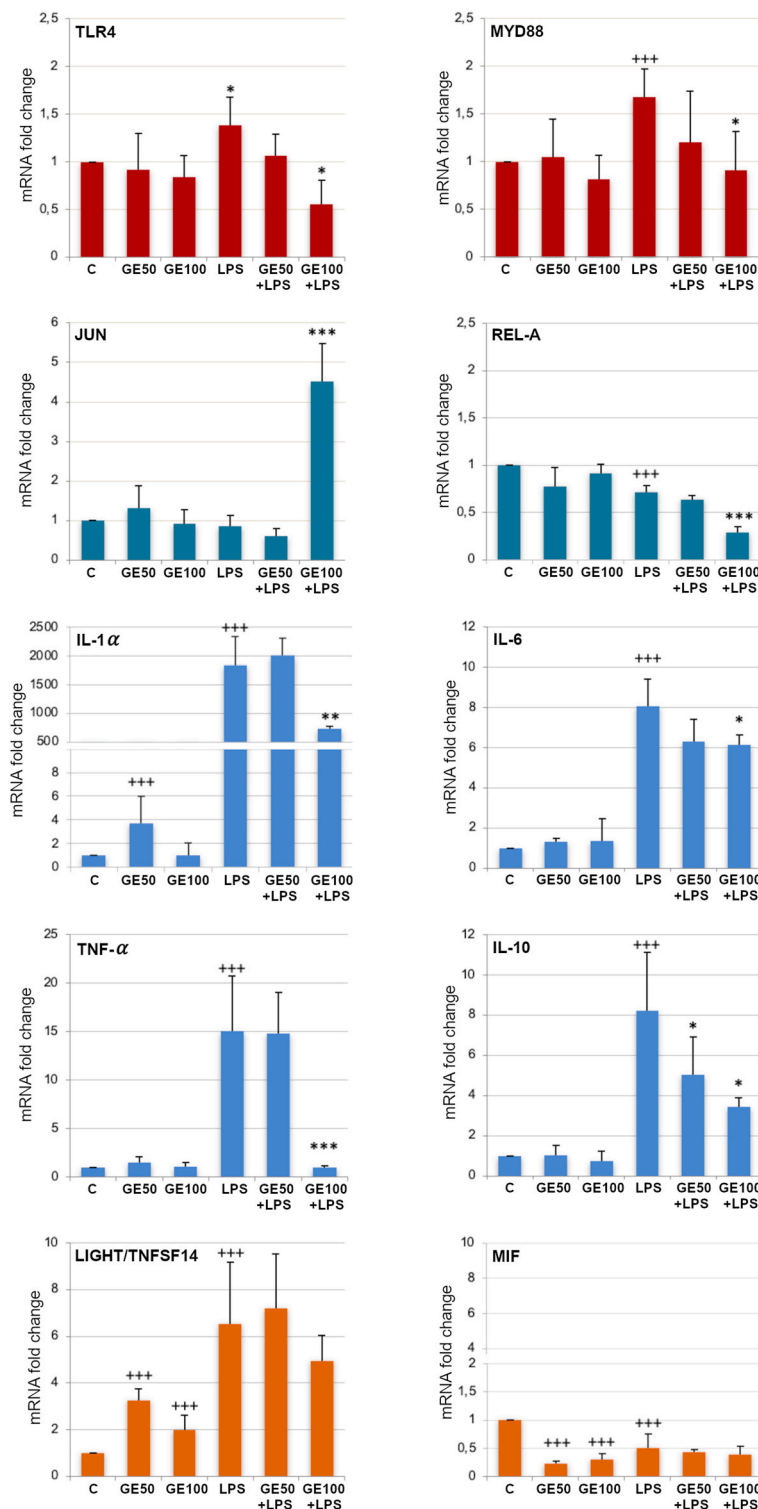 TLR4
mRNA fold change
2,5
2
1,5
1
0,5
0
*
*
C GE50 GE100 LPS GE50 GE100
+LPS +LPS
MYD88
mRNA fold change
2,5
2
1,5
1
0,5
0
+++
*
C GE50 GE100 LPS GE50 GE100
+LPS +LPS
JUN
mRNA fold change
6
5
4
3
2
1
0
***
C GE50 GE100 LPS GE50 GE100
+LPS +LPS
REL-A
mRNA fold change
2,5
2
1,5
1
0,5
0
+++
***
C GE50 GE100 LPS GE50 GE100
+LPS +LPS
IL-1α
mRNA fold change
2500
2000
1500
1000
500
8
6
4
2
0
+++
+++
**
C GE50 GE100 LPS GE50 GE100
+LPS +LPS
IL-6
mRNA fold change
12
10
8
6
4
2
0
+++
*
C GE50 GE100 LPS GE50 GE100
+LPS +LPS
TNF-α
mRNA fold change
25
20
15
10
5
0
+++
***
C GE50 GE100 LPS GE50 GE100
+LPS +LPS
IL-10
mRNA fold change
12
10
8
6
4
2
0
+++
*
*
C GE50 GE100 LPS GE50 GE100
+LPS +LPS
LIGHT/TNFSF14
mRNA fold change
10
8
6
4
2
0
+++
+++
+++
C GE50 GE100 LPS GE50 GE100
+LPS +LPS
MIF
mRNA fold change
10
8
6
4
2
1
0,5
0
+++
+++
+++
C GE50 GE100 LPS GE50 GE100
+LPS +LPS